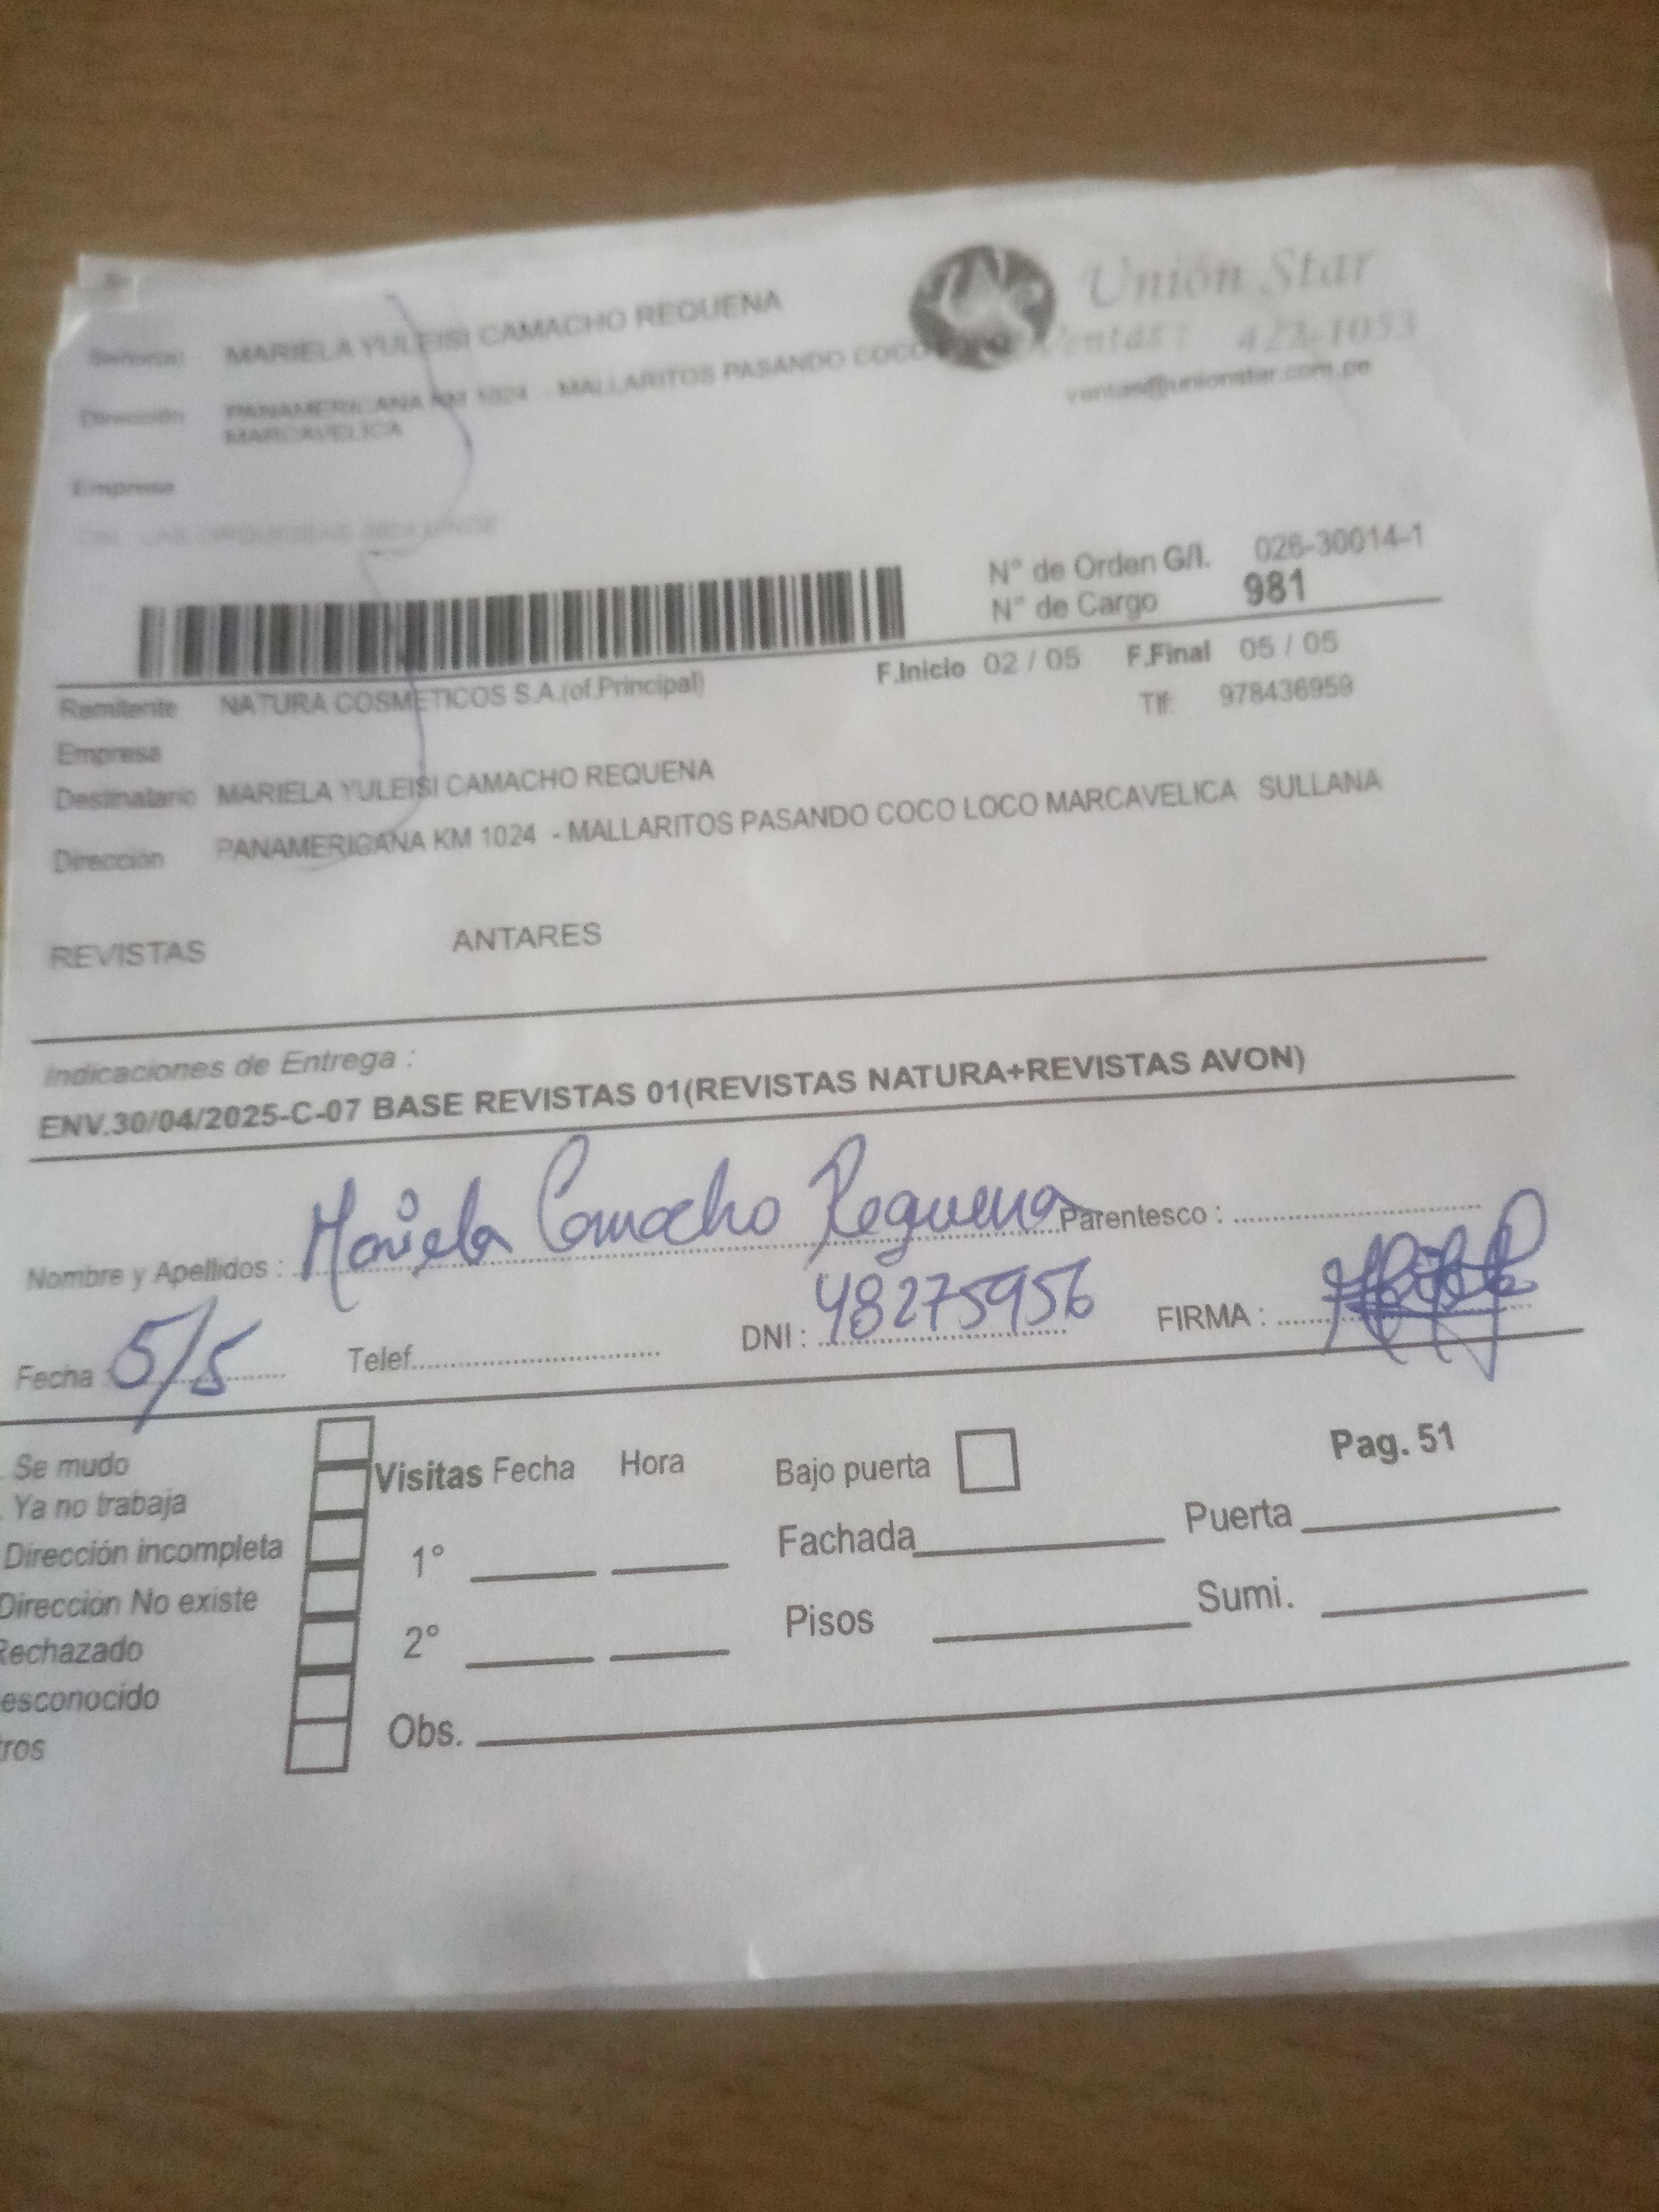 Señor(a) MARIELA YULEISI CAMACHO REQUENA
Unión Star
Ventas : 422-1053
ventas@unionstar.com.pe
Dirección PANAMERICANA KM 1024 - MALLARITOS PASANDO COCO
MARCAVELICA
Empresa
N° de Orden G/I. 026-30014-1
N° de Cargo 981
F.Inicio 02 / 05 F.Final 05 / 05
Remitente NATURA COSMETICOS S.A.(of.Principal)
Tlf: 978436959
Empresa
Destinatario MARIELA YULEISI CAMACHO REQUENA
Dirección PANAMERICANA KM 1024 - MALLARITOS PASANDO COCO LOCO MARCAVELICA SULLANA
REVISTAS ANTARES
Indicaciones de Entrega :
ENV.30/04/2025-C-07 BASE REVISTAS 01(REVISTAS NATURA+REVISTAS AVON)
Nombre y Apellidos : Mariela Camacho Requena Parentesco :
Fecha 5/5 Telef. DNI : 48275956 FIRMA :
Se mudo
Ya no trabaja
Dirección incompleta
Dirección No existe
Rechazado
esconocido
tros
Visitas Fecha Hora
1°
2°
Obs.
Bajo puerta
Fachada
Pisos
Pag. 51
Puerta
Sumi.